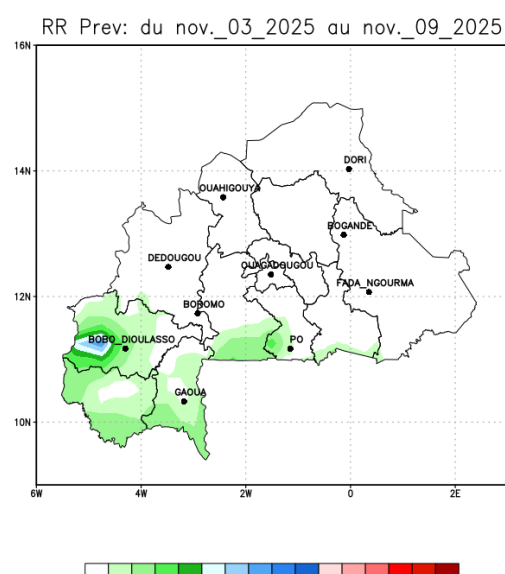 RR Prev: du nov._03_2025 au nov._09_2025
16N
DORI
14N
OUAHIGOUYA
BOGANDE
DEDOUGOU
OUAGADOUGOU
FADA_NGOURMA
12N
BOROMO
BOBO_DIOULASSO
PO
GAOUA
10N
6W 4W 2W 0 2E